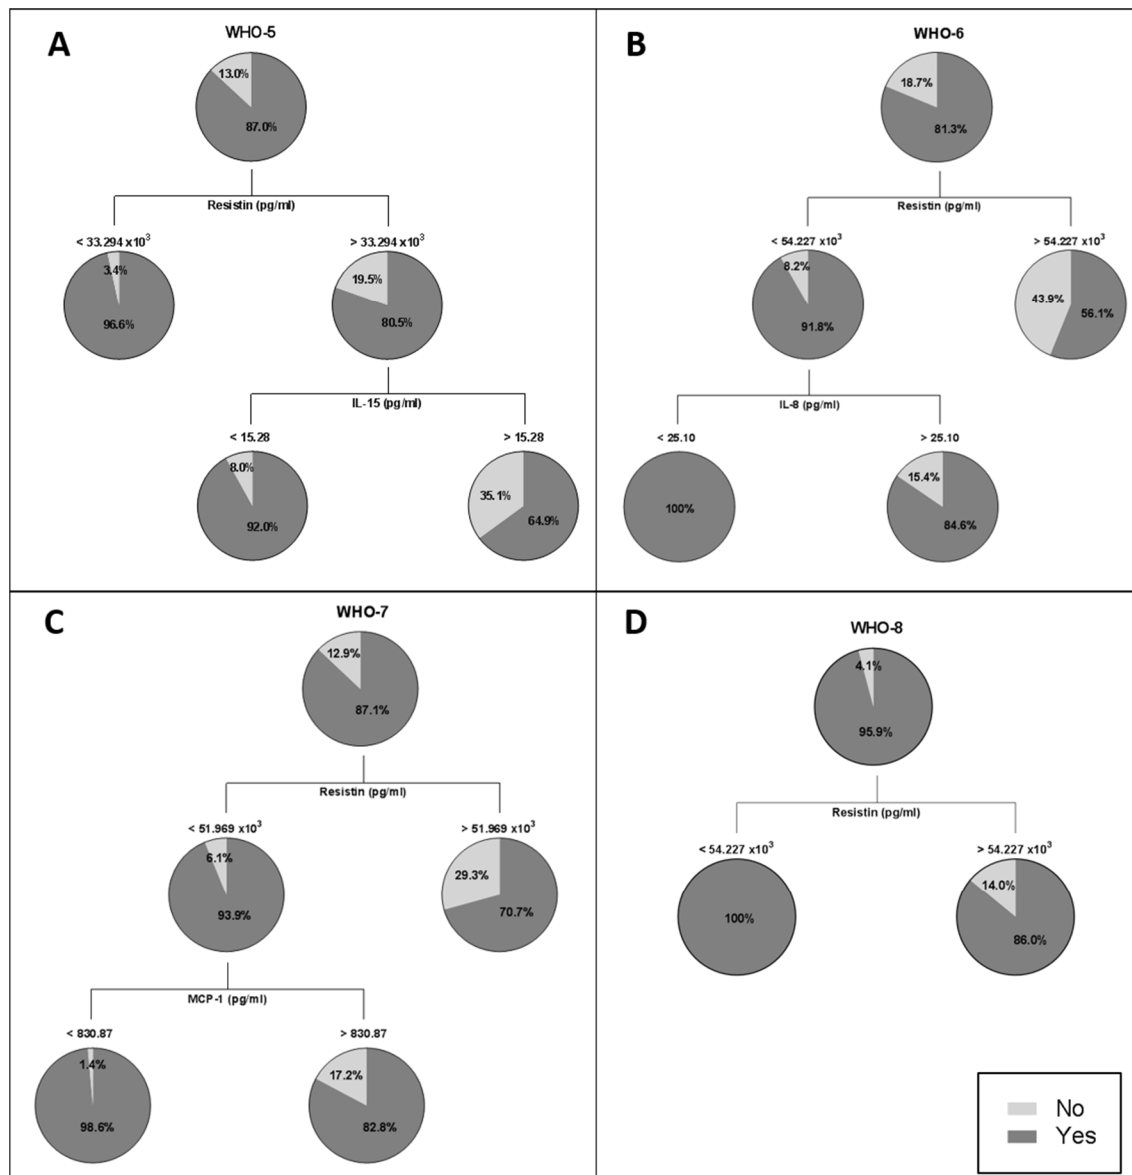 A
WHO-5
13.0%
87.0%
Resistin (pg/ml)
< 33.294 x10³
> 33.294 x10³
3.4%
96.6%
19.5%
80.5%
IL-15 (pg/ml)
< 15.28
> 15.28
8.0%
92.0%
35.1%
64.9%
B
WHO-6
18.7%
81.3%
Resistin (pg/ml)
< 54.227 x10³
> 54.227 x10³
8.2%
91.8%
43.9%
56.1%
IL-8 (pg/ml)
< 25.10
> 25.10
100%
15.4%
84.6%
C
WHO-7
12.9%
87.1%
Resistin (pg/ml)
< 51.969 x10³
> 51.969 x10³
6.1%
93.9%
29.3%
70.7%
MCP-1 (pg/ml)
< 830.87
> 830.87
1.4%
98.6%
17.2%
82.8%
D
WHO-8
4.1%
95.9%
Resistin (pg/ml)
< 54.227 x10³
> 54.227 x10³
100%
14.0%
86.0%
No
Yes